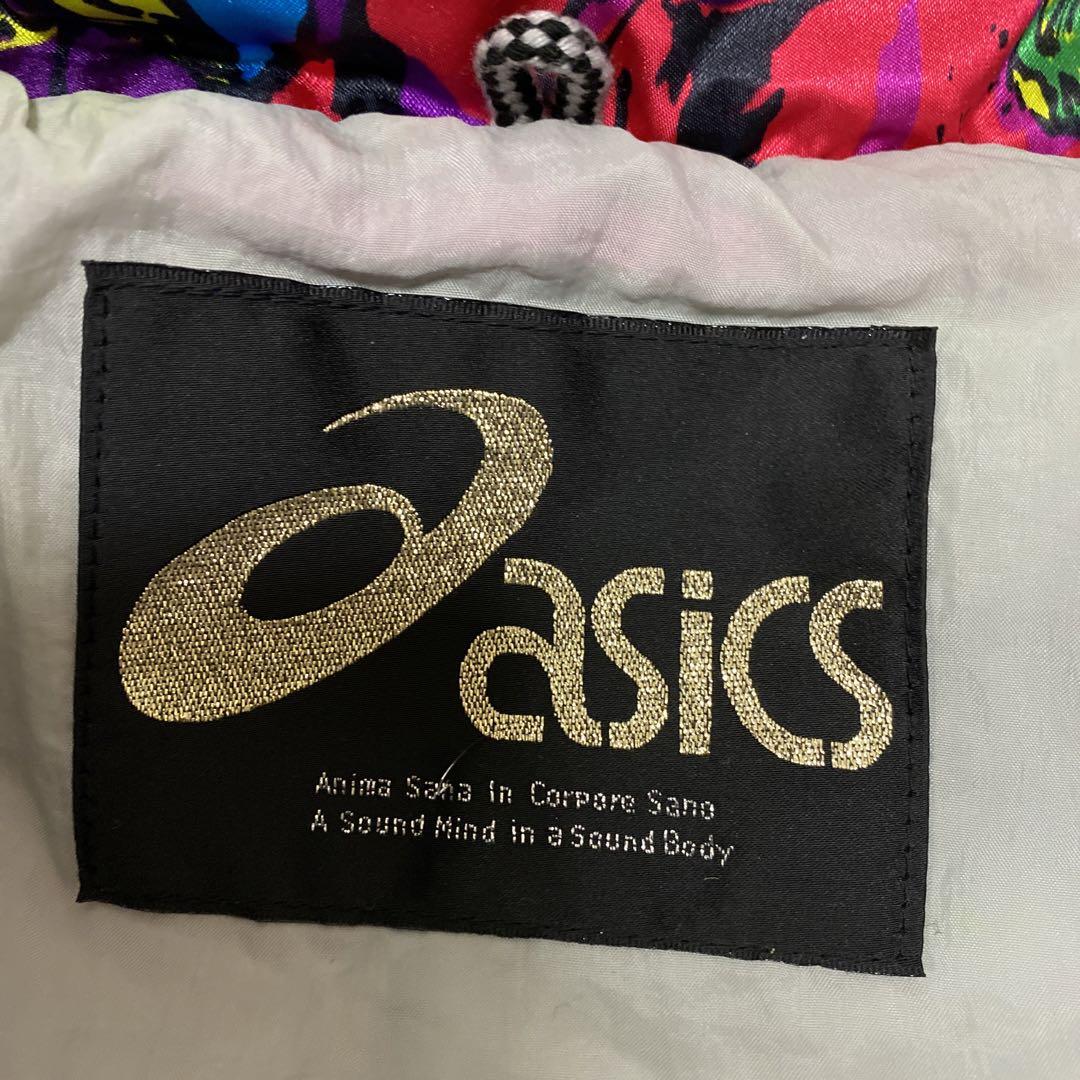 asics
Anima Sana in Corpore Sano
A Sound Mind in a Sound Body